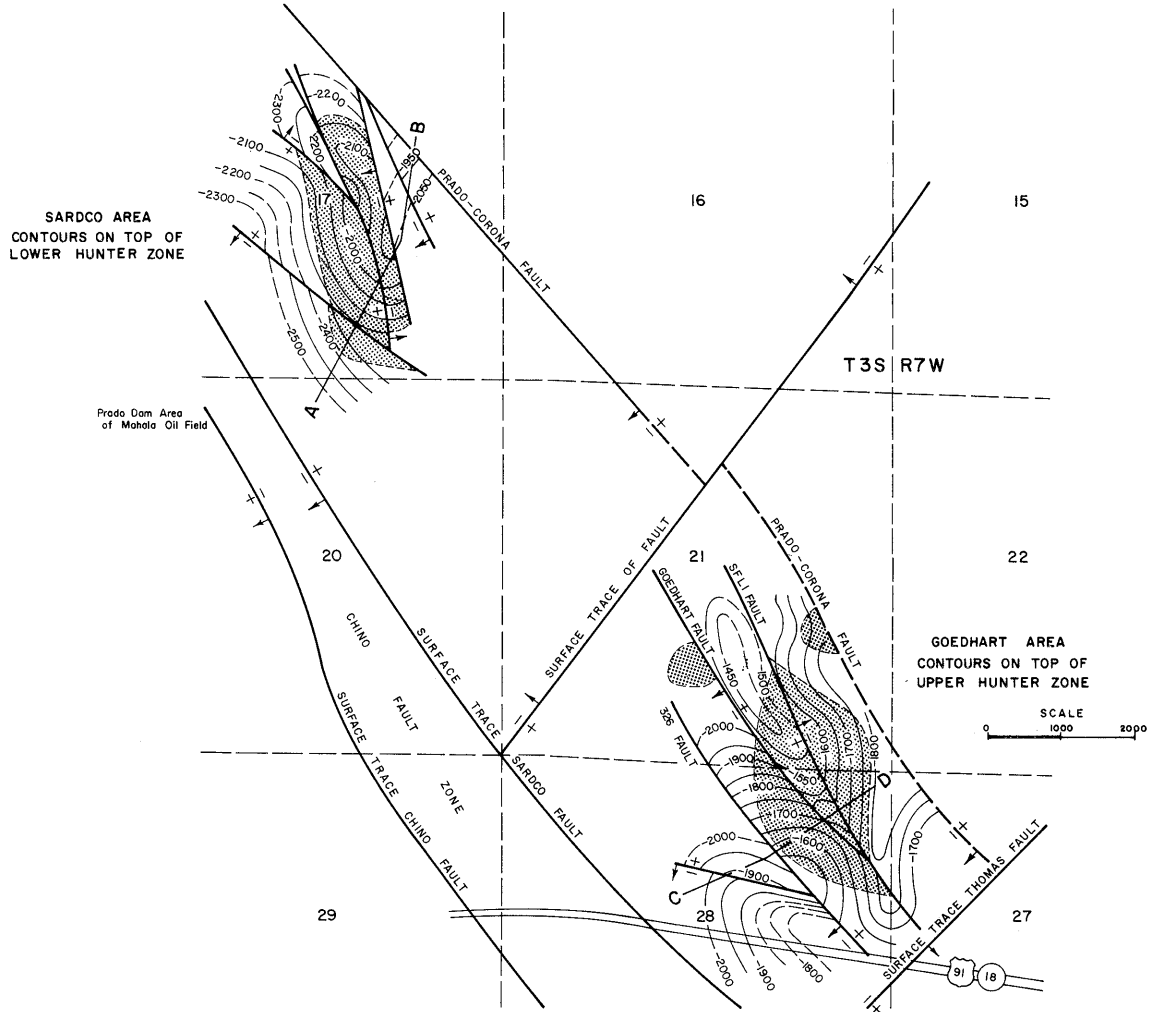 -2300
-2200
-2100
-2200
-2300
2200
-2100
-2000
-1950
-2050
-2400
-2500
B
A
17
16
15
PRADO-CORONA FAULT
SARDCO AREA
CONTOURS ON TOP OF
LOWER HUNTER ZONE
T3S R7W
Prado Dam Area
of Mahala Oil Field
20
21
22
CHINO FAULT ZONE
SURFACE TRACE SARDCO FAULT
SURFACE TRACE CHINO FAULT
SURFACE TRACE OF FAULT
PRADO-CORONA FAULT
GOEDHART FAULT
SFLI FAULT
326 FAULT
GOEDHART AREA
CONTOURS ON TOP OF
UPPER HUNTER ZONE
SCALE
0 1000 2000
-1450
-1500
-1600
-1700
-1800
-2000
-1900
-1800
-1550
-1700
-1600
-2000
-1900
-1700
D
C
29
28
27
-2000
-1900
-1800
SURFACE TRACE THOMAS FAULT
91
18